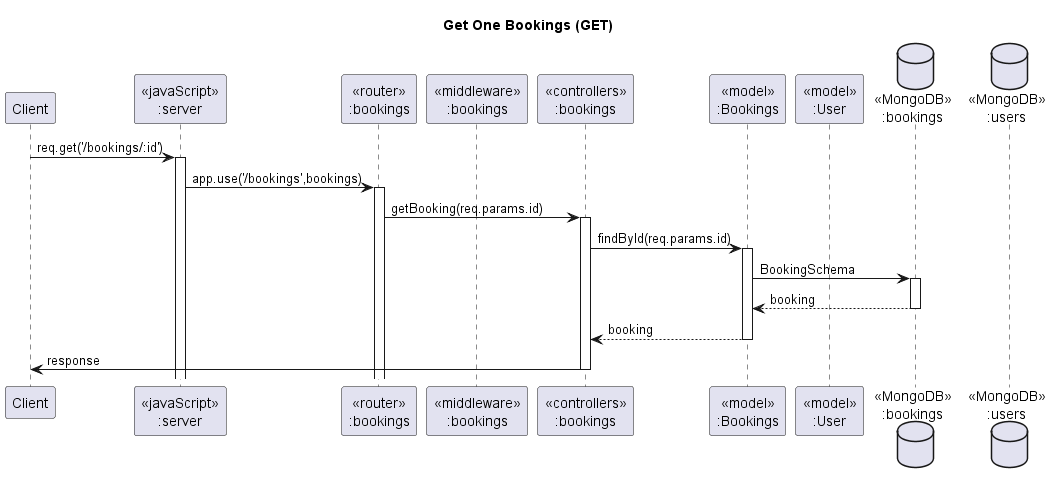 Get One Bookings (GET)
Client
«javaScript»
:server
«router»
:bookings
«middleware»
:bookings
«controllers»
:bookings
«model»
:Bookings
«model»
:User
«MongoDB»
:bookings
«MongoDB»
:users
req.get('/bookings/:id')
app.use('/bookings',bookings)
getBooking(req.params.id)
findById(req.params.id)
BookingSchema
booking
booking
response
Client
«javaScript»
:server
«router»
:bookings
«middleware»
:bookings
«controllers»
:bookings
«model»
:Bookings
«model»
:User
«MongoDB»
:bookings
«MongoDB»
:users